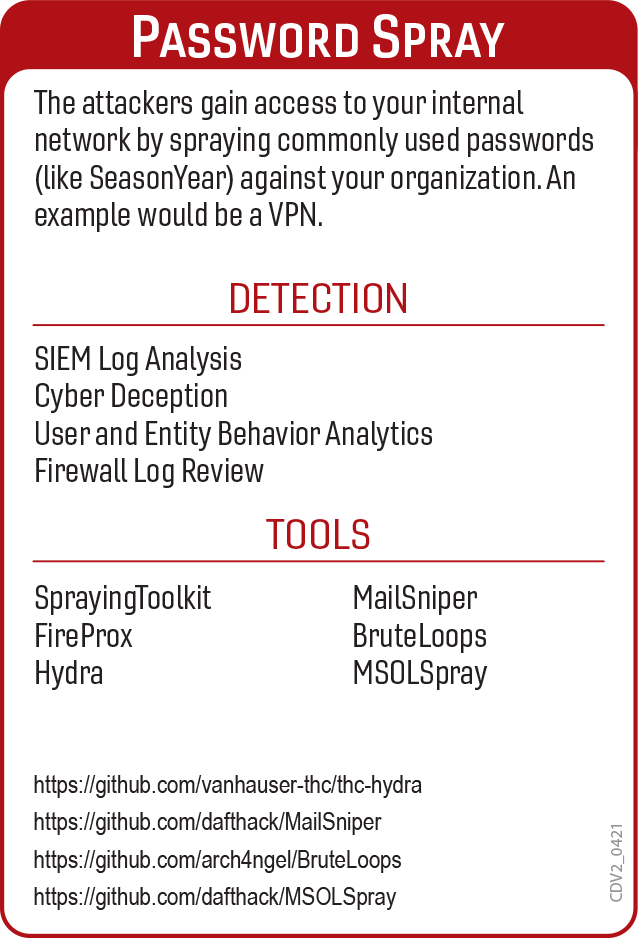 PASSWORD SPRAY
The attackers gain access to your internal
network by spraying commonly used passwords
(like SeasonYear) against your organization. An
example would be a VPN.
DETECTION
SIEM Log Analysis
Cyber Deception
User and Entity Behavior Analytics
Firewall Log Review
TOOLS
SprayingToolkit
FireProx
Hydra
MailSniper
BruteLoops
MSOLSpray
https://github.com/vanhauser-thc/thc-hydra
https://github.com/dafthack/MailSniper
https://github.com/arch4ngel/BruteLoops
https://github.com/dafthack/MSOLSpray
CDV2_0421